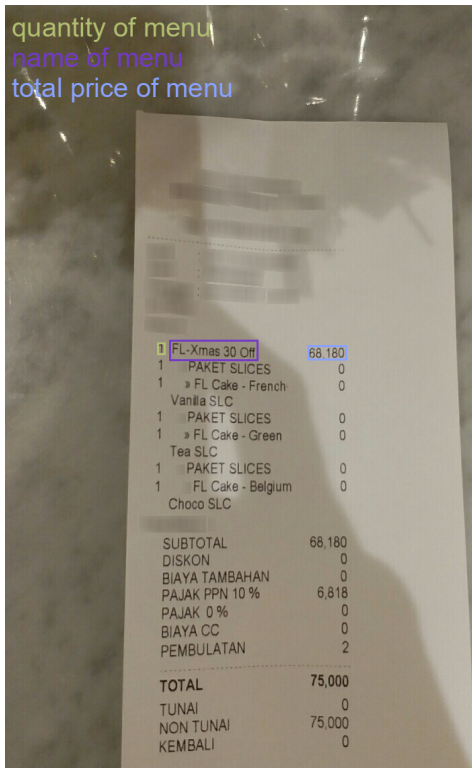 quantity of menu
name of menu
total price of menu
1 FL-Xmas 30 Off 68,180
1 PAKET SLICES 0
1 » FL Cake - French 0
Vanilla SLC
1 PAKET SLICES 0
1 » FL Cake - Green 0
Tea SLC
1 PAKET SLICES 0
1 FL Cake - Belgium 0
Choco SLC
SUBTOTAL 68,180
DISKON 0
BIAYA TAMBAHAN 0
PAJAK PPN 10 % 6,818
PAJAK 0 % 0
BIAYA CC 0
PEMBULATAN 2
TOTAL 75,000
TUNAI 0
NON TUNAI 75,000
KEMBALI 0